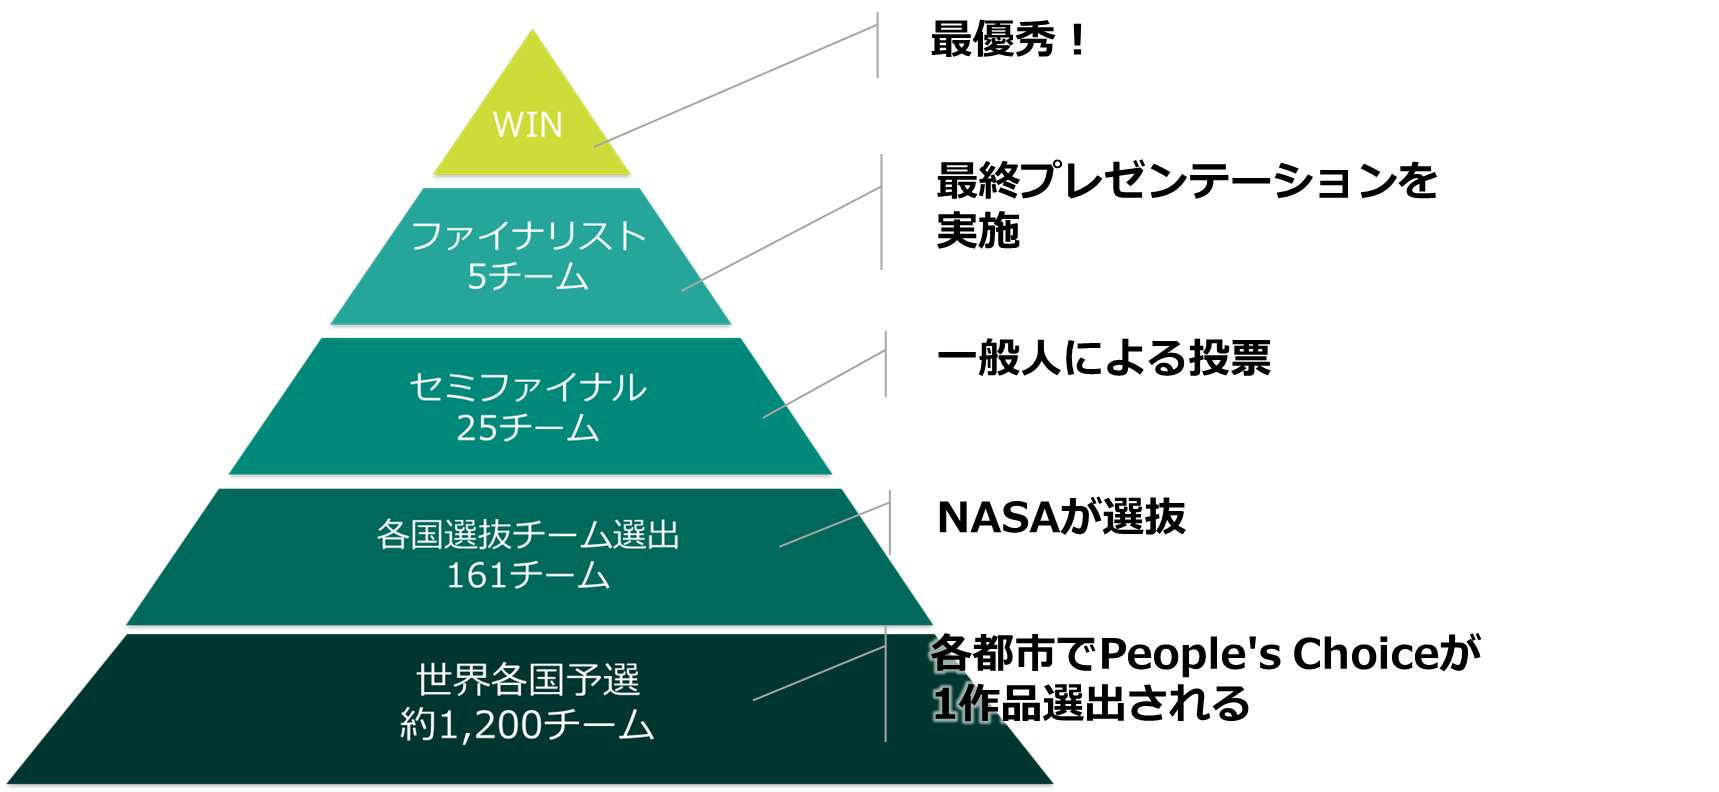 WIN
最優秀！
ファイナリスト
5チーム
最終プレゼンテーションを
実施
セミファイナル
25チーム
一般人による投票
各国選抜チーム選出
161チーム
NASAが選抜
世界各国予選
約1,200チーム
各都市でPeople's Choiceが
1作品選出される